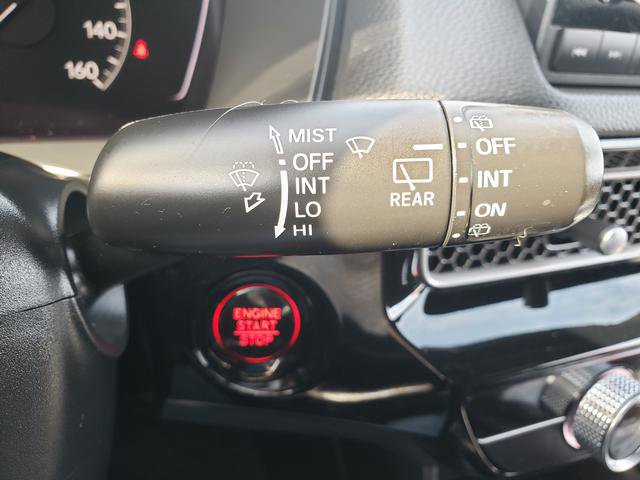 140
160
MIST
OFF
INT
LO
HI
REAR
OFF
INT
ON
ENGINE
START
STOP